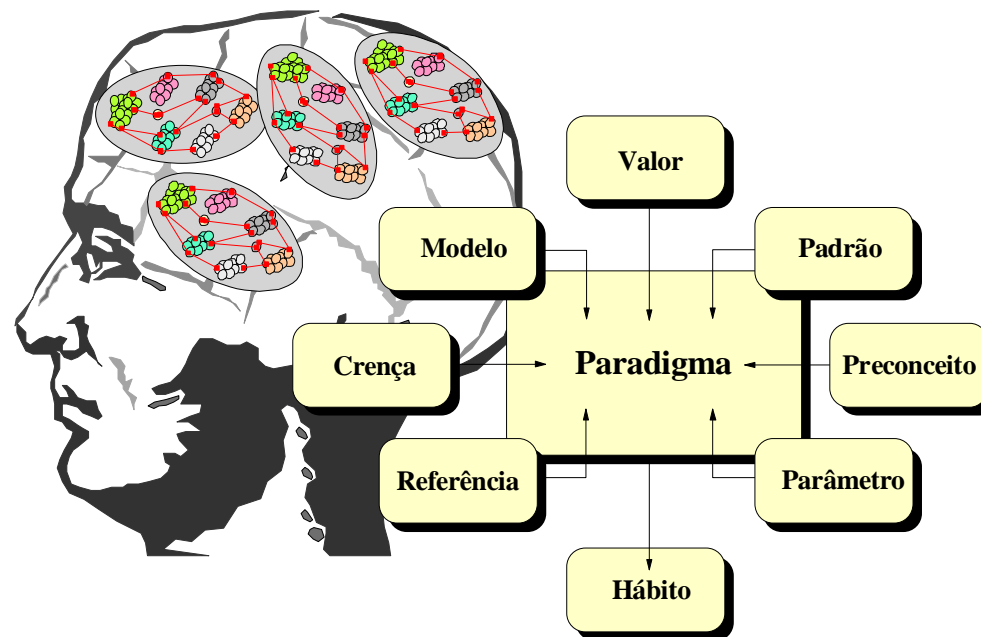 Valor
Modelo
Padrão
Crença
Paradigma
Preconceito
Referência
Parâmetro
Hábito